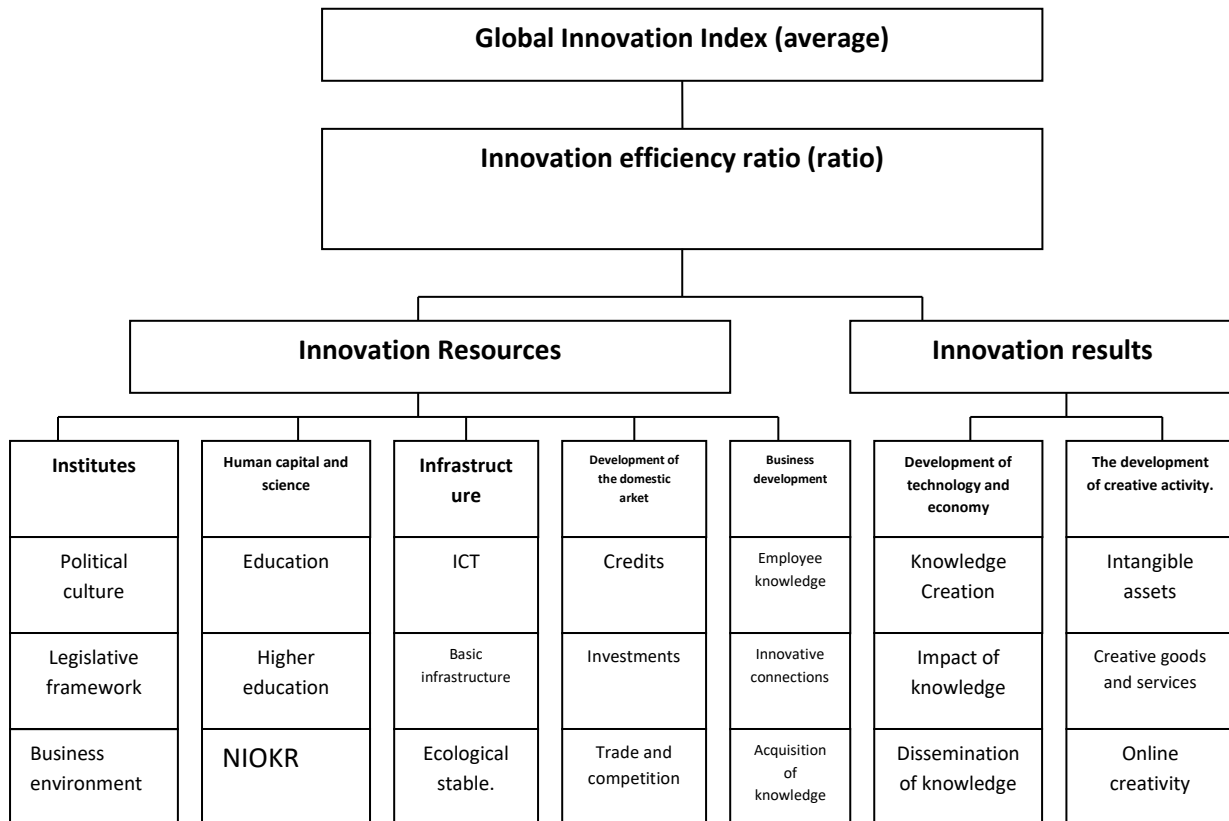 Global Innovation Index (average)
Innovation efficiency ratio (ratio)
Innovation Resources
Innovation results
Institutes
Political
culture
Legislative
framework
Business
environment
Human capital and
science
Education
Higher
education
NIOKR
Infrastruct
ure
ICT
Basic
infrastructure
Ecological
stable.
Development of
the domestic
arket
Credits
Investments
Trade and
competition
Business
development
Employee
knowledge
Innovative
connections
Acquisition
of
knowledge
Development of
technology and
economy
Knowledge
Creation
Impact of
knowledge
Dissemination
of knowledge
The development
of creative activity.
Intangible
assets
Creative goods
and services
Online
creativity